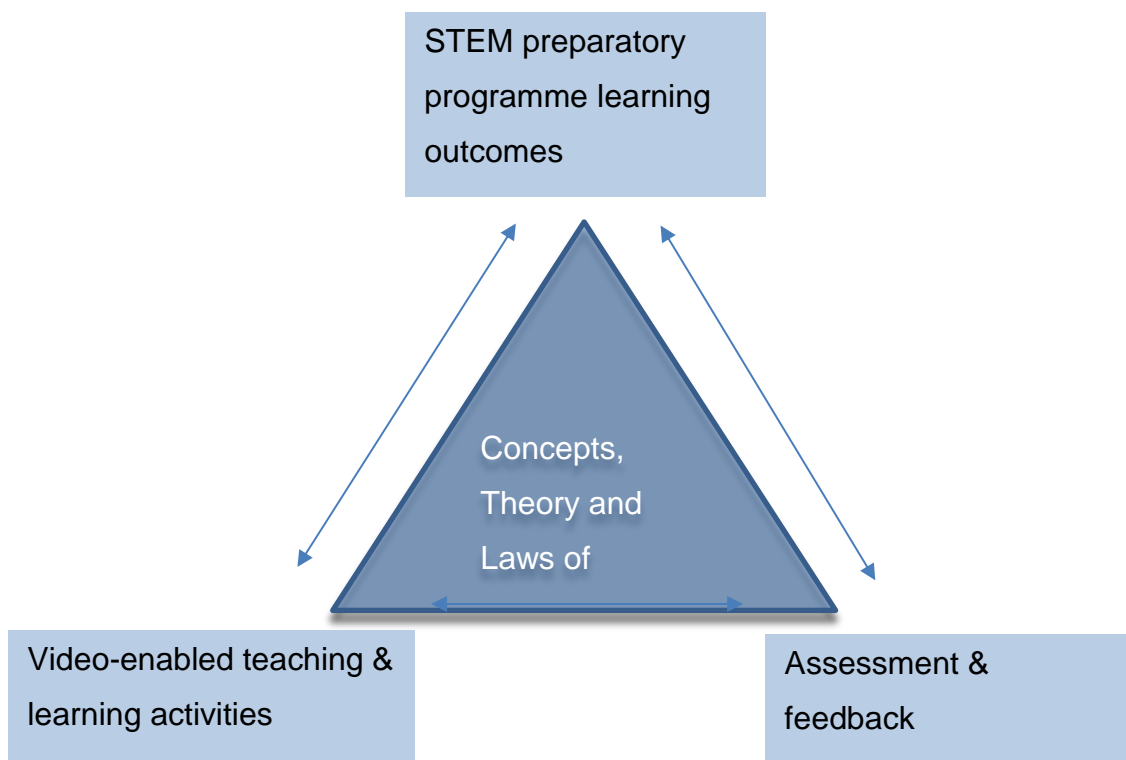 STEM preparatory
programme learning
outcomes
Concepts,
Theory and
Laws of
Video-enabled teaching &
learning activities
Assessment &
feedback